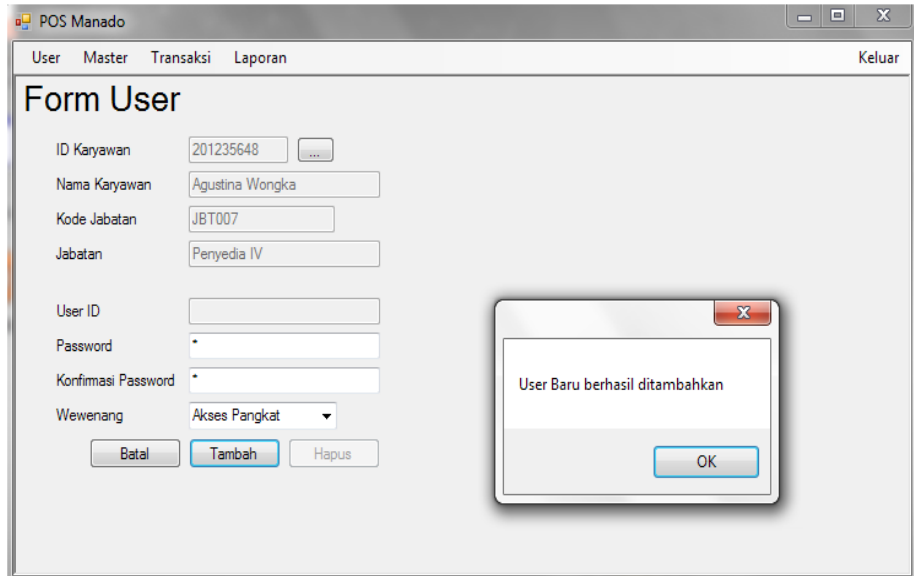 POS Manado
User Master Transaksi Laporan Keluar
Form User
ID Karyawan 201235648 ...
Nama Karyawan Agustina Wongka
Kode Jabatan JBT007
Jabatan Penyedia IV
User ID
Password *
Konfirmasi Password *
Wewenang Akses Pangkat
Batal Tambah Hapus
User Baru berhasil ditambahkan
OK